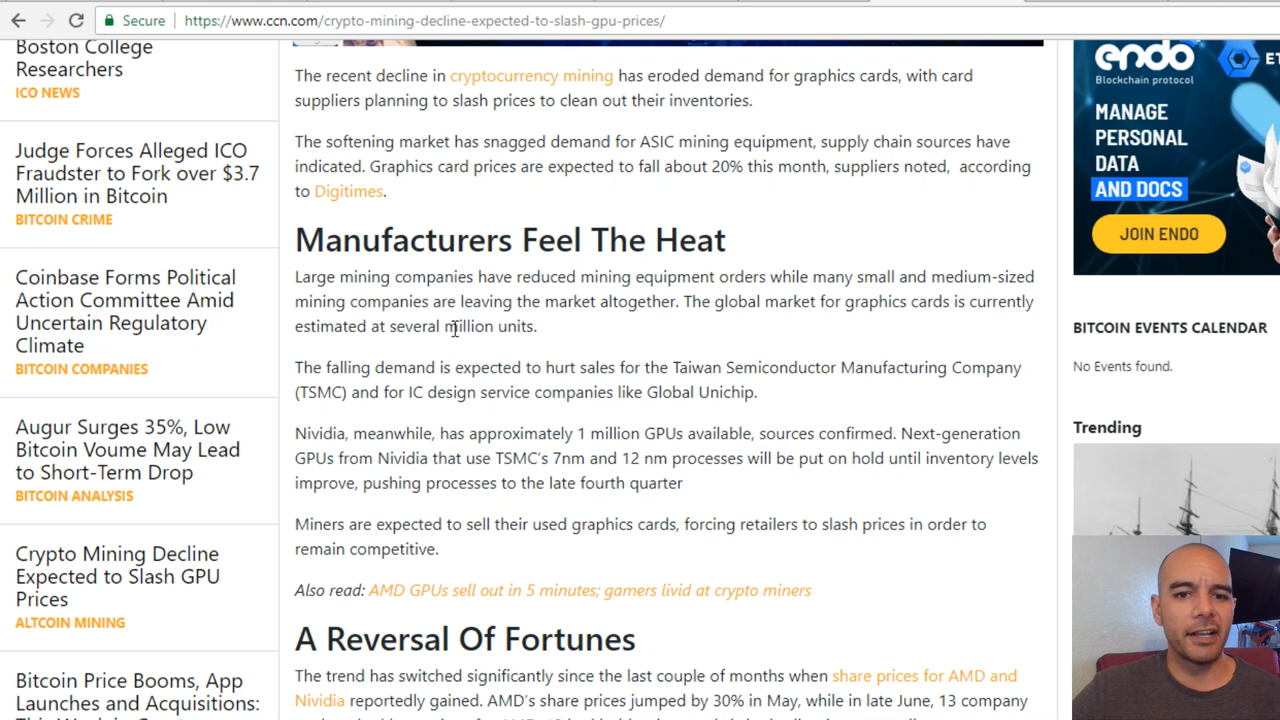 Secure
https://www.ccn.com/crypto-mining-decline-expected-to-slash-gpu-prices/
Boston College
Researchers
ICO NEWS
Judge Forces Alleged ICO
Fraudster to Fork over $3.7
Million in Bitcoin
BITCOIN CRIME
Coinbase Forms Political
Action Committee Amid
Uncertain Regulatory
Climate
BITCOIN COMPANIES
Augur Surges 35%, Low
Bitcoin Voume May Lead
to Short-Term Drop
BITCOIN ANALYSIS
Crypto Mining Decline
Expected to Slash GPU
Prices
ALTCOIN MINING
Bitcoin Price Booms, App
Launches and Acquisitions:
The recent decline in cryptocurrency mining has eroded demand for graphics cards, with card
suppliers planning to slash prices to clean out their inventories.
The softening market has snagged demand for ASIC mining equipment, supply chain sources have
indicated. Graphics card prices are expected to fall about 20% this month, suppliers noted, according
to Digitimes.
Manufacturers Feel The Heat
Large mining companies have reduced mining equipment orders while many small and medium-sized
mining companies are leaving the market altogether. The global market for graphics cards is currently
estimated at several million units.
The falling demand is expected to hurt sales for the Taiwan Semiconductor Manufacturing Company
(TSMC) and for IC design service companies like Global Unichip.
Nividia, meanwhile, has approximately 1 million GPUs available, sources confirmed. Next-generation
GPUs from Nividia that use TSMC's 7nm and 12 nm processes will be put on hold until inventory levels
improve, pushing processes to the late fourth quarter
Miners are expected to sell their used graphics cards, forcing retailers to slash prices in order to
remain competitive.
Also read: AMD GPUs sell out in 5 minutes; gamers livid at crypto miners
A Reversal Of Fortunes
The trend has switched significantly since the last couple of months when share prices for AMD and
Nividia reportedly gained. AMD's share prices jumped by 30% in May, while in late June, 13 company
endo
Blockchain protocol
MANAGE
PERSONAL
DATA
AND DOCS
JOIN ENDO
BITCOIN EVENTS CALENDAR
No Events found.
Trending